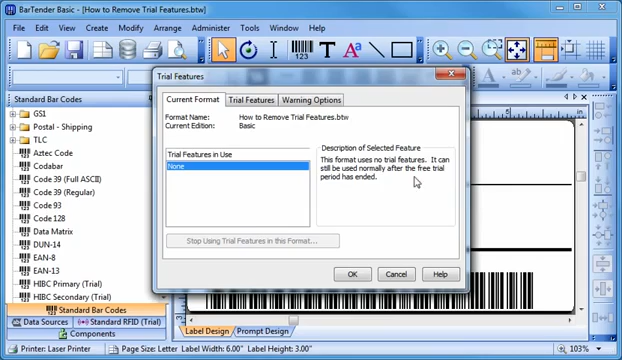 BarTender Basic - [How to Remove Trial Features.btw]
File Edit View Create Modify Arrange Administer Window Help
Trial Features
Standard Bar Codes
GS1
Postal - Shipping
TLC
Aztec Code
Codabar
Code 39 (Full ASCII)
Code 39 (Regular)
Code 93
Code 128
Data Matrix
DUN-14
EAN-8
EAN-13
HIBC Primary (Trial)
HIBC Secondary (Trial)
Standard Bar Codes
Data Sources Standard RFID (Trial)
Components
Current Format Trial Features Warning Options
Format Name: How to Remove Trial Features.btw
Current Edition: Basic
Trial Features in Use
None
Description of Selected Feature
This format uses no trial features. It can
still be used normally after the free trial
period has ended.
Stop Using Trial Features in this Format...
OK Cancel Help
5
Label Design Prompt Design
Printer: Laser Printer Page Size: Letter Label Width: 6.00" Label Height: 3.00" 103%